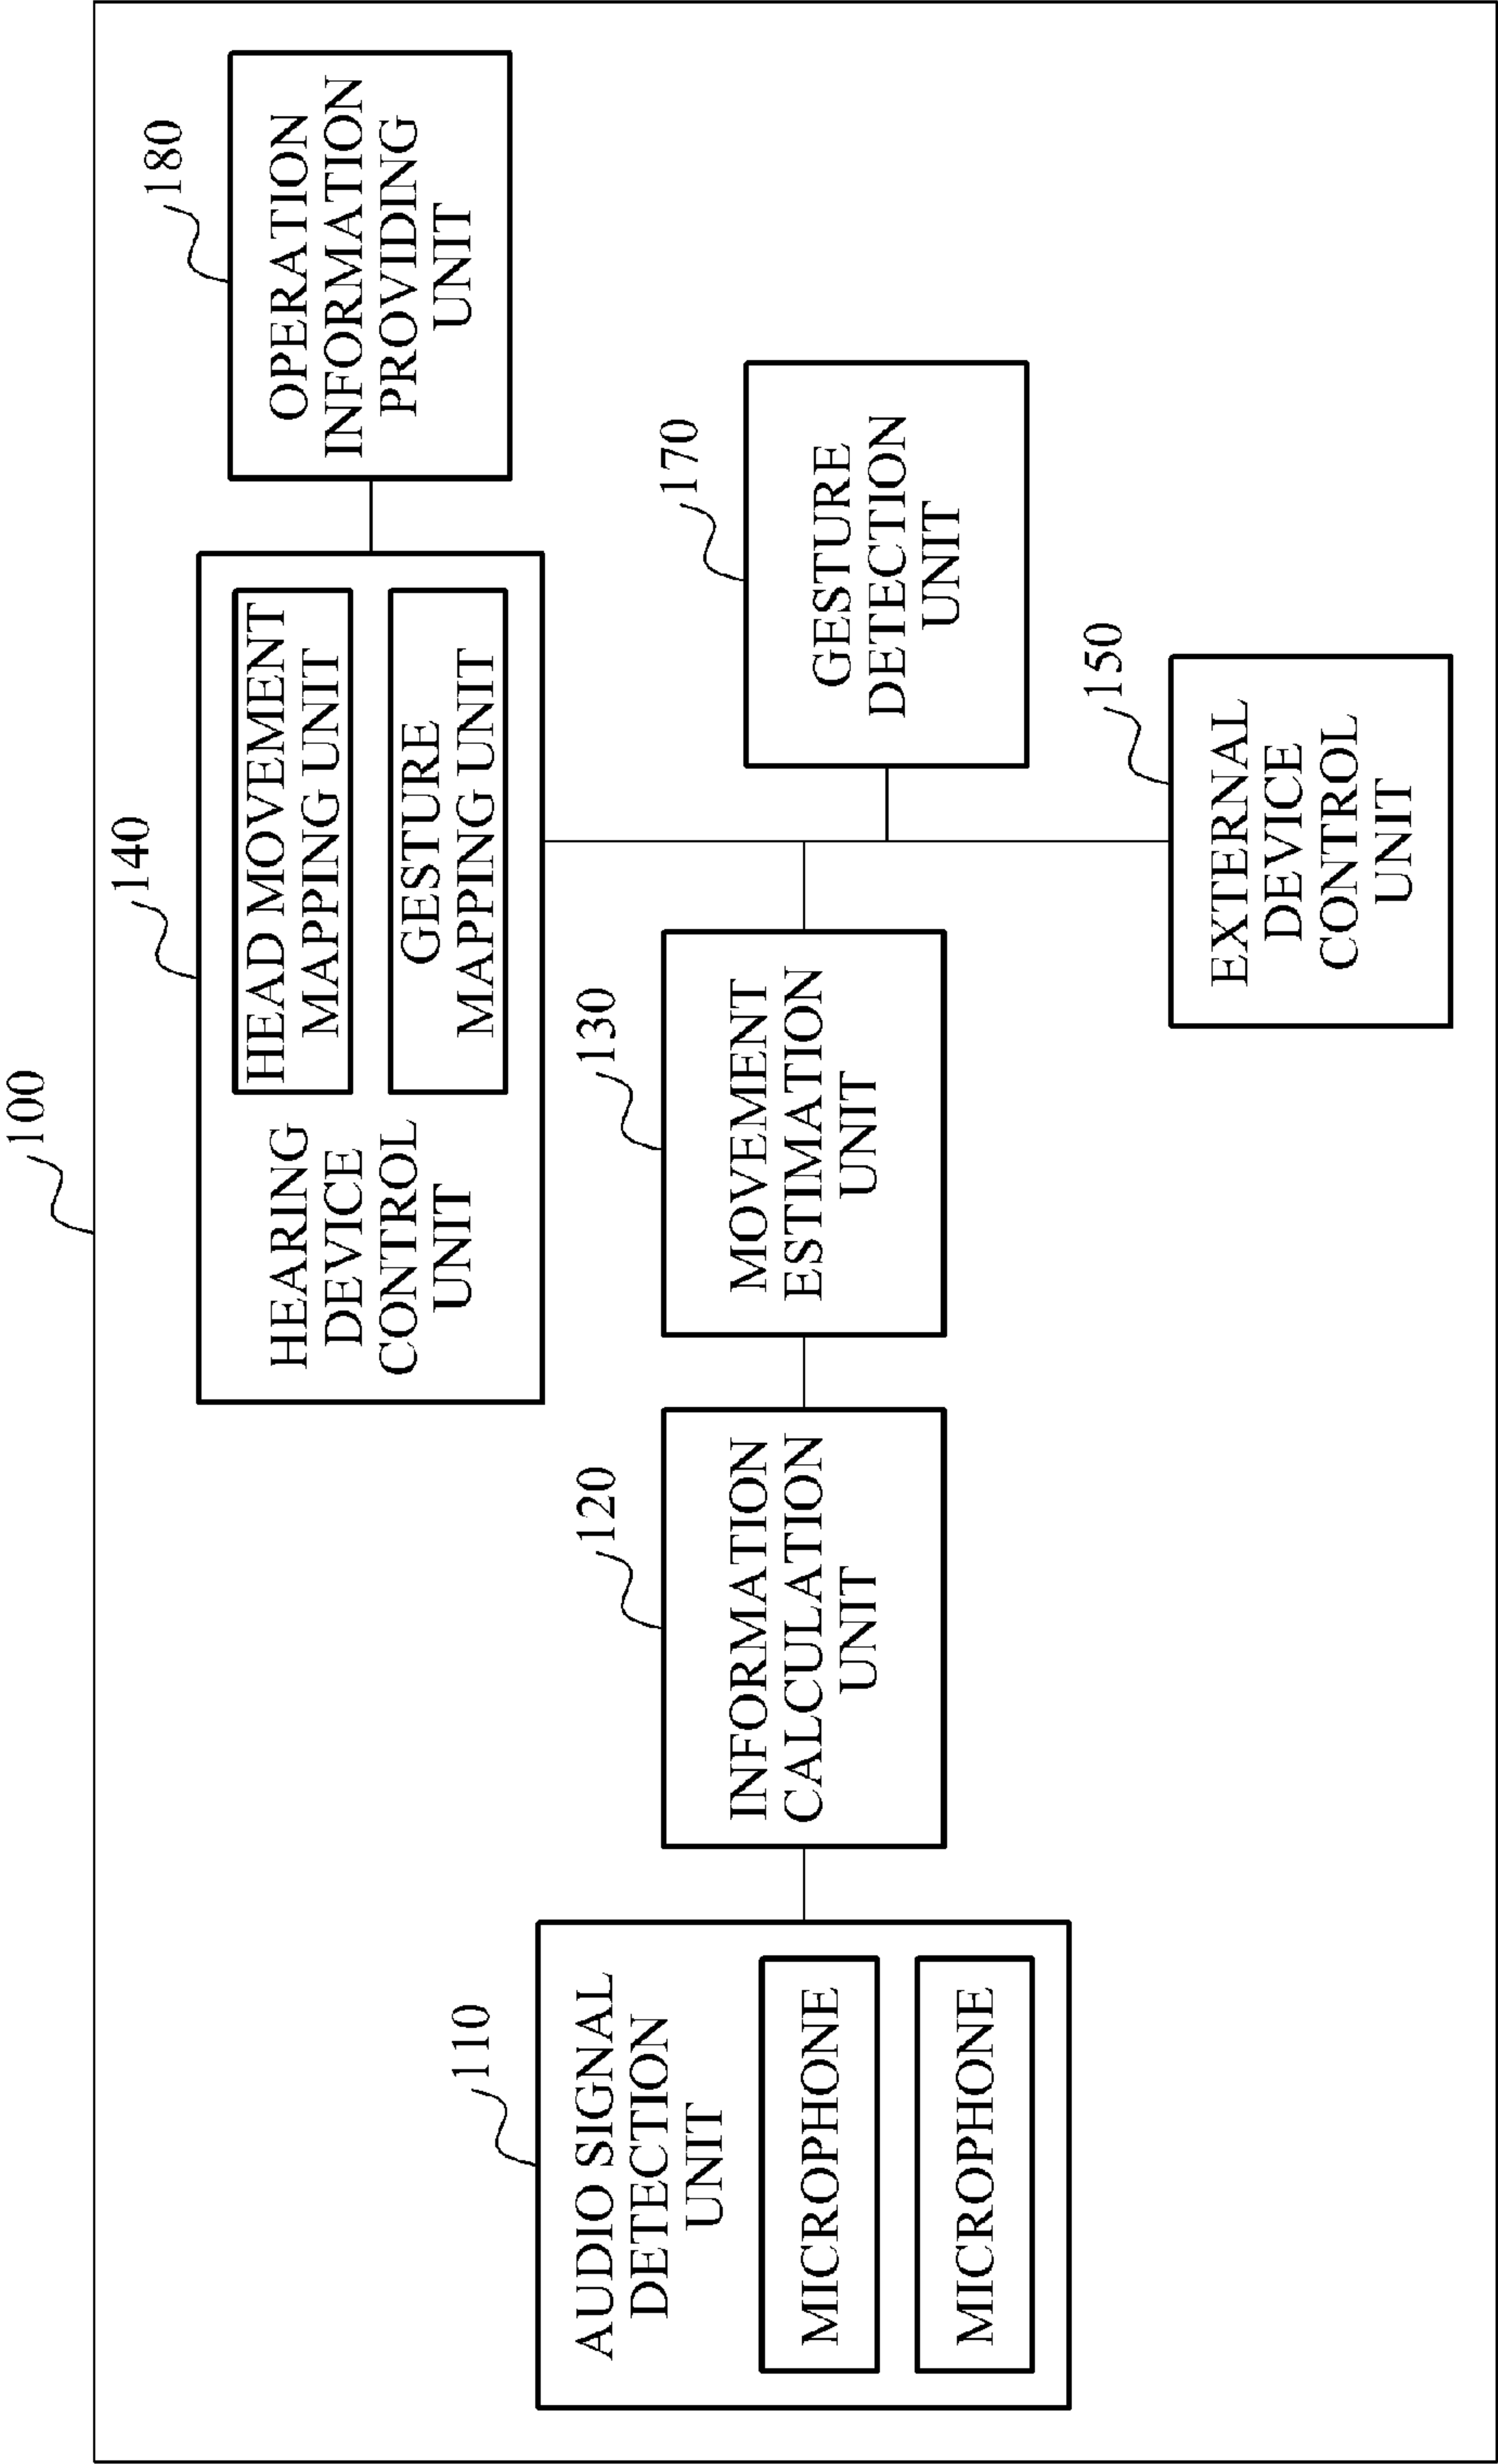 100
140
HEARING
DEVICE
CONTROL
UNIT
HEAD MOVEMENT
MAPPING UNIT
GESTURE
MAPPING UNIT
180
OPERATION
INFORMATION
PROVIDING
UNIT
110
AUDIO SIGNAL
DETECTION
UNIT
MICROPHONE
MICROPHONE
120
INFORMATION
CALCULATION
UNIT
130
MOVEMENT
ESTIMATION
UNIT
170
GESTURE
DETECTION
UNIT
150
EXTERNAL
DEVICE
CONTROL
UNIT